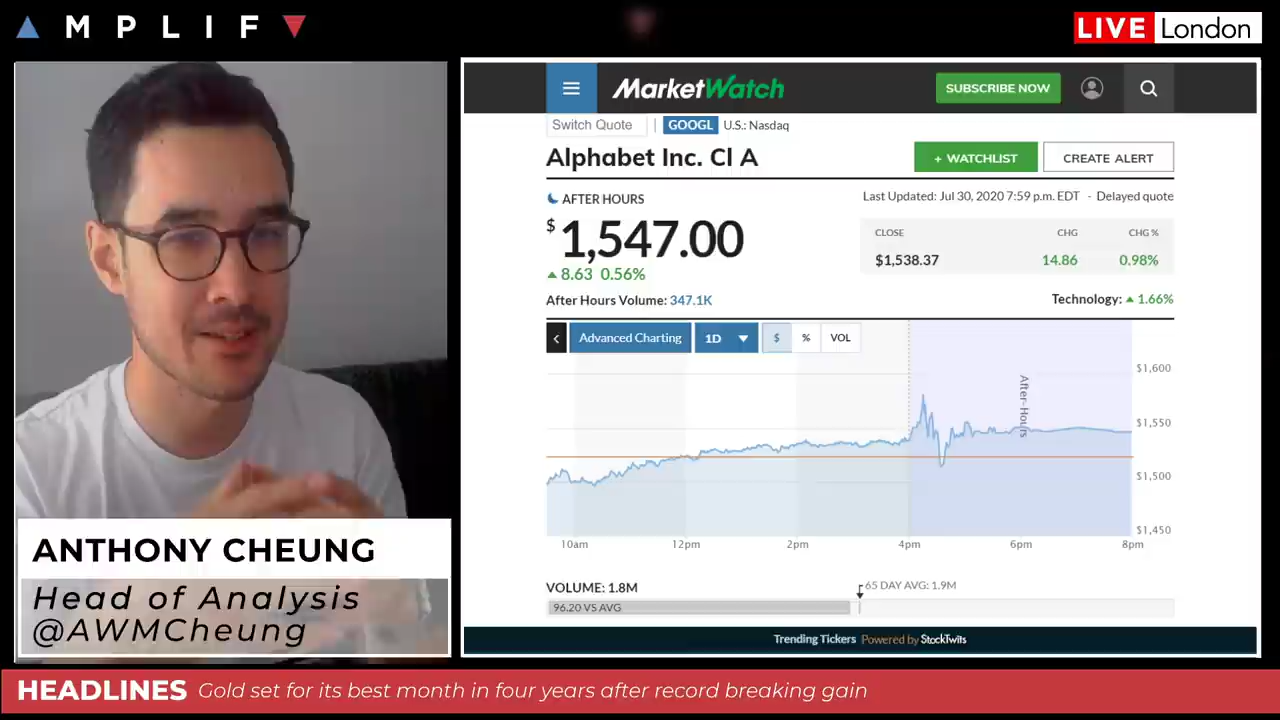 AMPLIFY
LIVE London
MarketWatch
SUBSCRIBE NOW
Switch Quote
GOOGL U.S.: Nasdaq
Alphabet Inc. Cl A
+ WATCHLIST
CREATE ALERT
AFTER HOURS
Last Updated: Jul 30, 2020 7:59 p.m. EDT - Delayed quote
$1,547.00
8.63 0.56%
After Hours Volume: 347.1K
CLOSE CHG CHG %
$1,538.37 14.86 0.98%
Technology: 1.66%
Advanced Charting 1D $ % VOL
After-Hours
$1,600
$1,550
$1,500
$1,450
10am 12pm 2pm 4pm 6pm 8pm
VOLUME: 1.8M
65 DAY AVG: 1.9M
96.20 VS AVG
Trending Tickers Powered by StockTwits
ANTHONY CHEUNG
Head of Analysis
@AWMCheung
HEADLINES Gold set for its best month in four years after record breaking gain